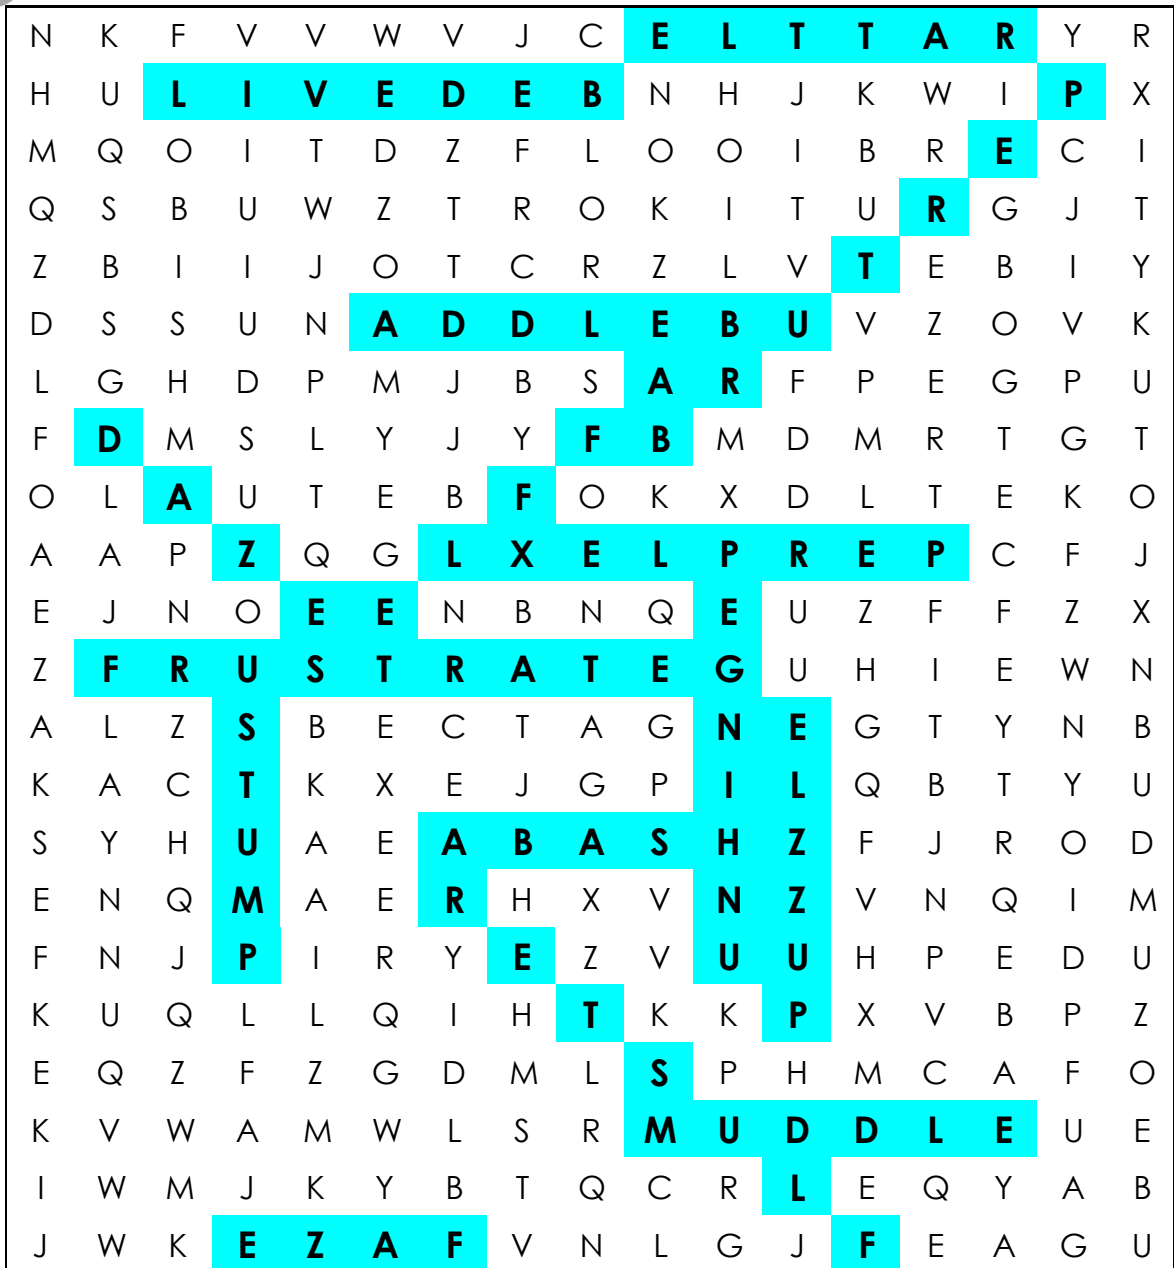 N K F V V W V J C E L T T A R Y R
H U L I V E D E B N H J K W I P X
M Q O I T D Z F L O O I B R E C I
Q S B U W Z T R O K I T U R G J T
Z B I I J O T C R Z L V T E B I Y
D S S U N A D D L E B U V Z O V K
L G H D P M J B S A R F P E G P U
F D M S L Y J Y F B M D M R T G T
O L A U T E B F O K X D L T E K O
A A P Z Q G L X E L P R E P C F J
E J N O E E N B N Q E U Z F F Z X
Z F R U S T R A T E G U H I E W N
A L Z S B E C T A G N E G T Y N B
K A C T K X E J G P I L Q B T Y U
S Y H U A E A B A S H Z F J R O D
E N Q M A E R H X V N Z V N Q I M
F N J P I R Y E Z V U U H P E D U
K U Q L L Q I H T K K P X V B P Z
E Q Z F Z G D M L S P H M C A F O
K V W A M W L S R M U D D L E U E
I W M J K Y B T Q C R L E Q Y A B
J W K E Z A F V N L G J F E A G U